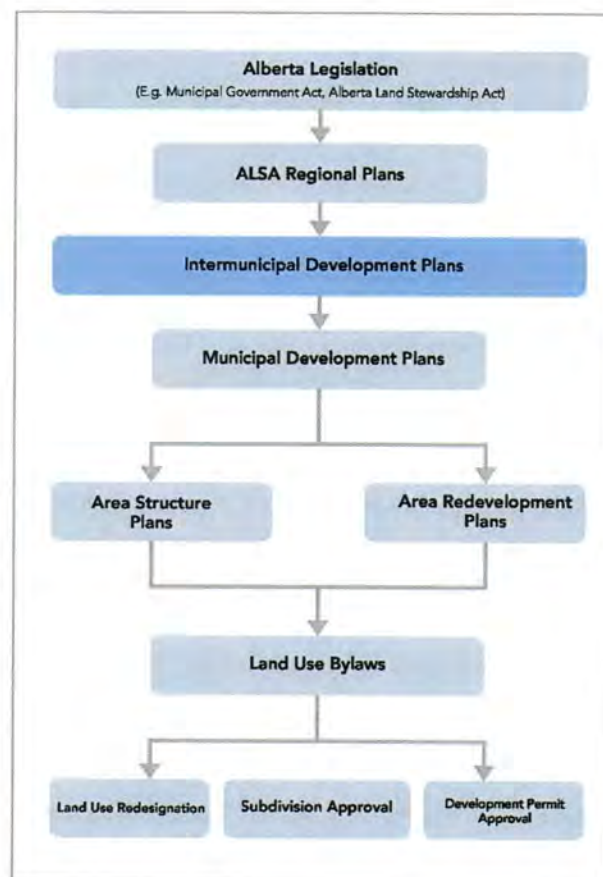 Alberta Legislation
(E.g. Municipal Government Act, Alberta Land Stewardship Act)
ALSA Regional Plans
Intermunicipal Development Plans
Municipal Development Plans
Area Structure
Plans
Area Redevelopment
Plans
Land Use Bylaws
Land Use Redesignation
Subdivision Approval
Development Permit
Approval